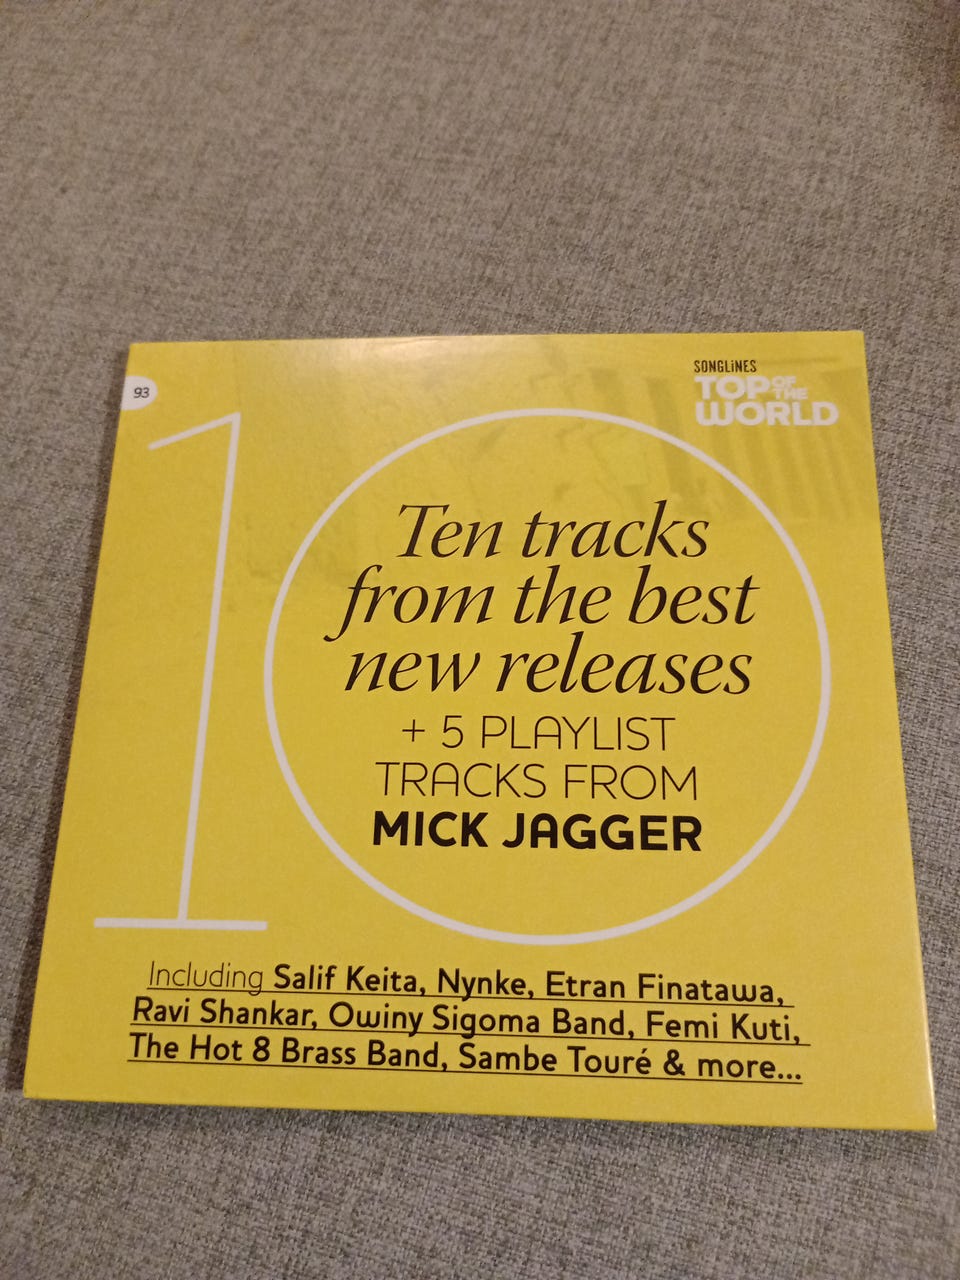 93
SONGLiNES
TOP OF THE
WORLD
10
Ten tracks
from the best
new releases
+ 5 PLAYLIST
TRACKS FROM
MICK JAGGER
Including Salif Keita, Nynke, Etran Finatawa,
Ravi Shankar, Owiny Sigoma Band, Femi Kuti,
The Hot 8 Brass Band, Sambe Touré & more...